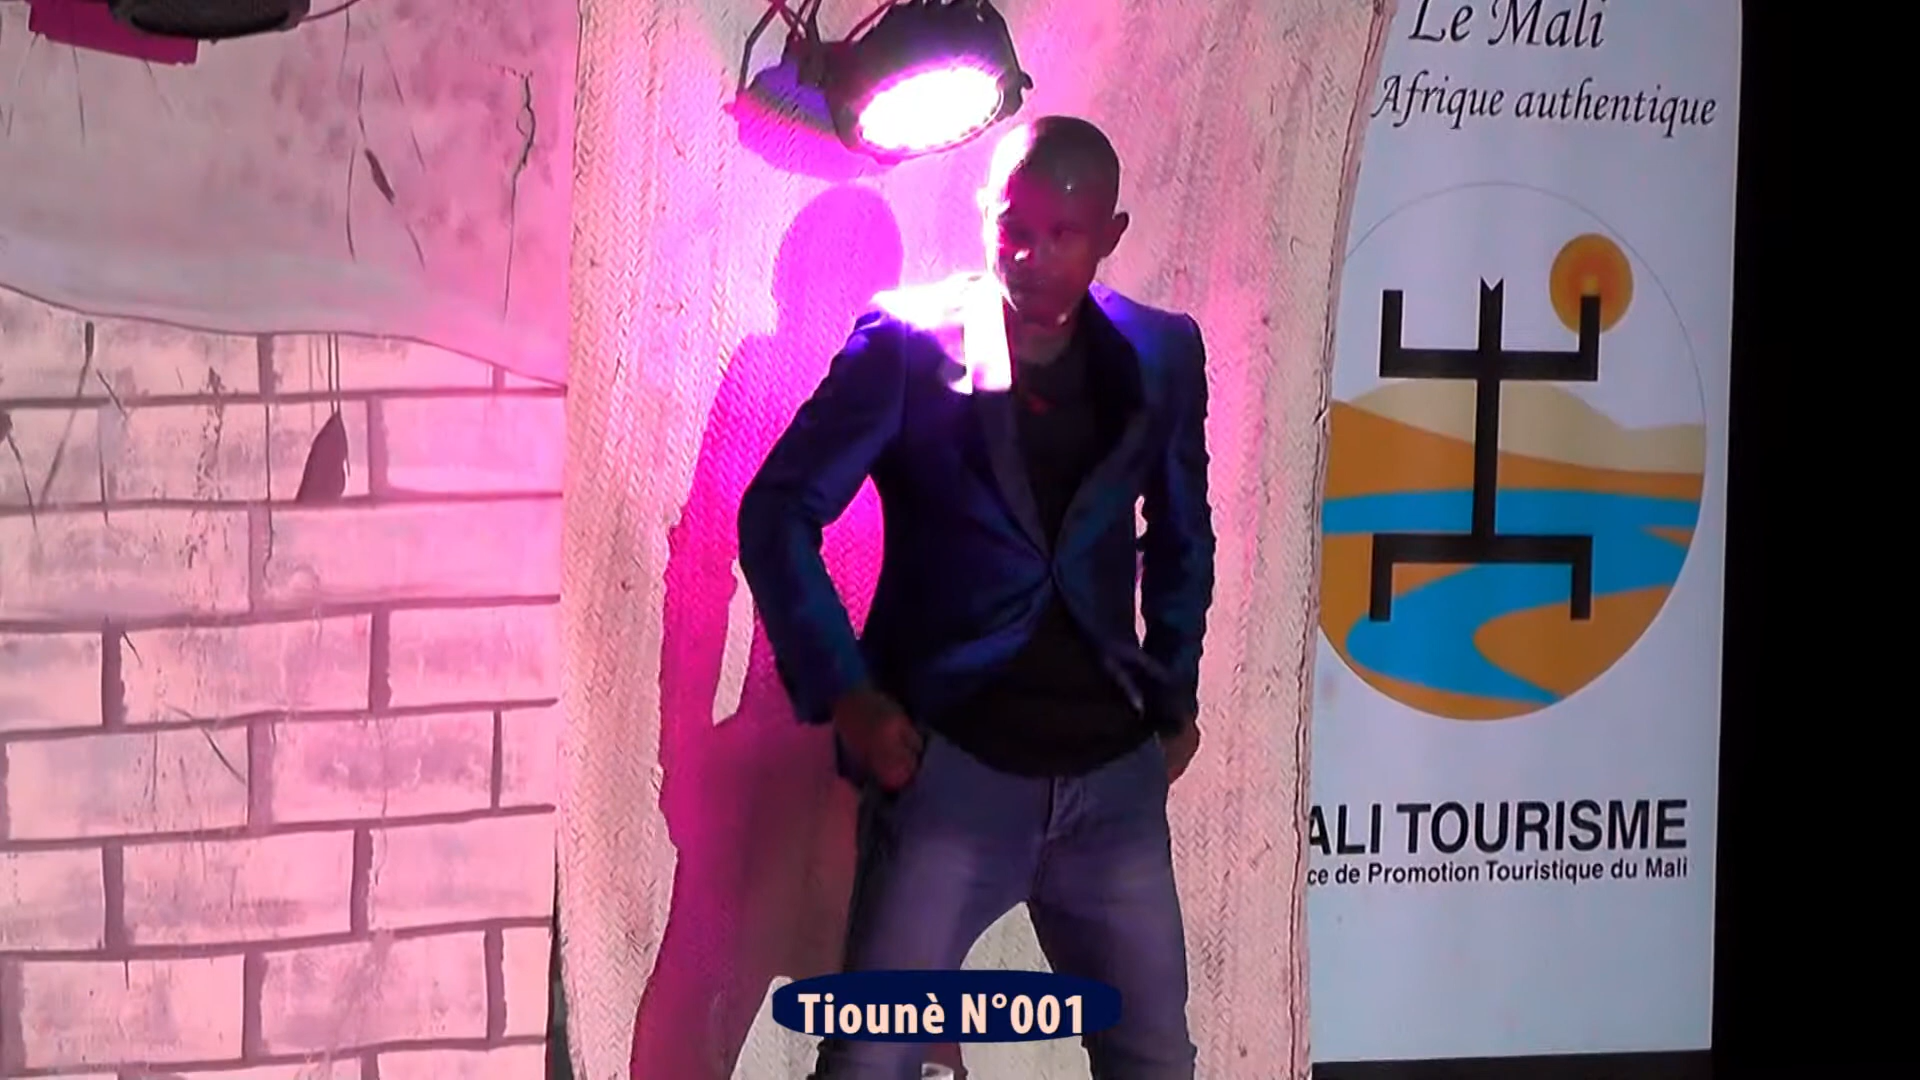 Le Mali
Afrique authentique
ALI TOURISME
ce de Promotion Touristique du Mali
Tiounè N°001